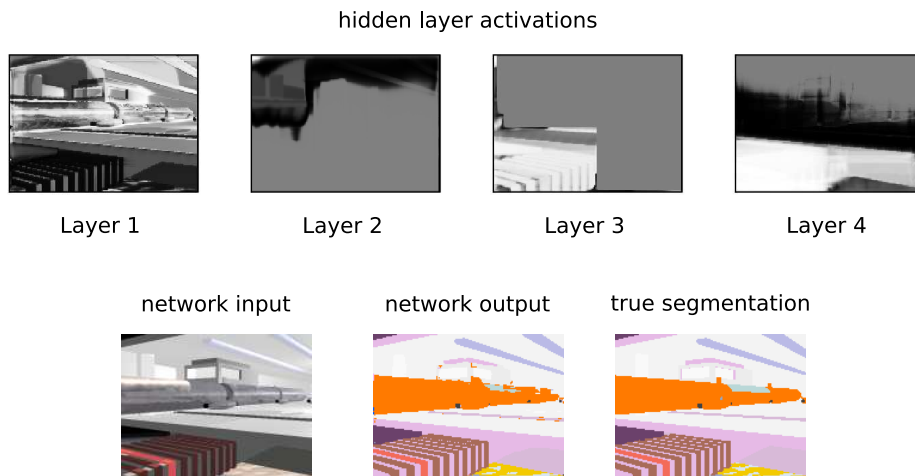 hidden layer activations
Layer 1
Layer 2
Layer 3
Layer 4
network input
network output
true segmentation